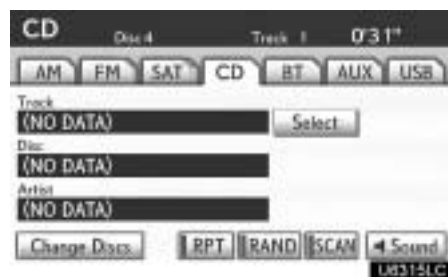 CD Disc 4 Track 1 0'31"
AM FM SAT CD BT AUX USB
Track
(NO DATA) Select
Disc
(NO DATA)
Artist
(NO DATA)
Change Discs RPT RAND SCAN Sound
U8315LC